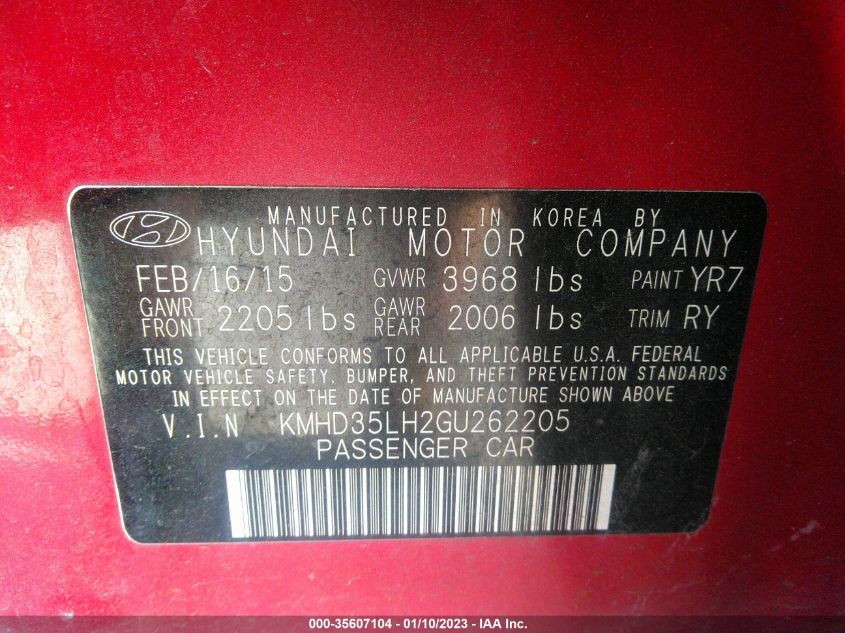 MANUFACTURED IN KOREA BY
HYUNDAI MOTOR COMPANY
FEB/16/15 GVWR 3968 lbs PAINT YR7
GAWR FRONT 2205 lbs GAWR REAR 2006 lbs TRIM RY
THIS VEHICLE CONFORMS TO ALL APPLICABLE U.S.A. FEDERAL
MOTOR VEHICLE SAFETY, BUMPER, AND THEFT PREVENTION STANDARDS
IN EFFECT ON THE DATE OF MANUFACTURE SHOWN ABOVE
V.I.N KMHD35LH2GU262205
PASSENGER CAR
000-35607104 - 01/10/2023 - IAA Inc.